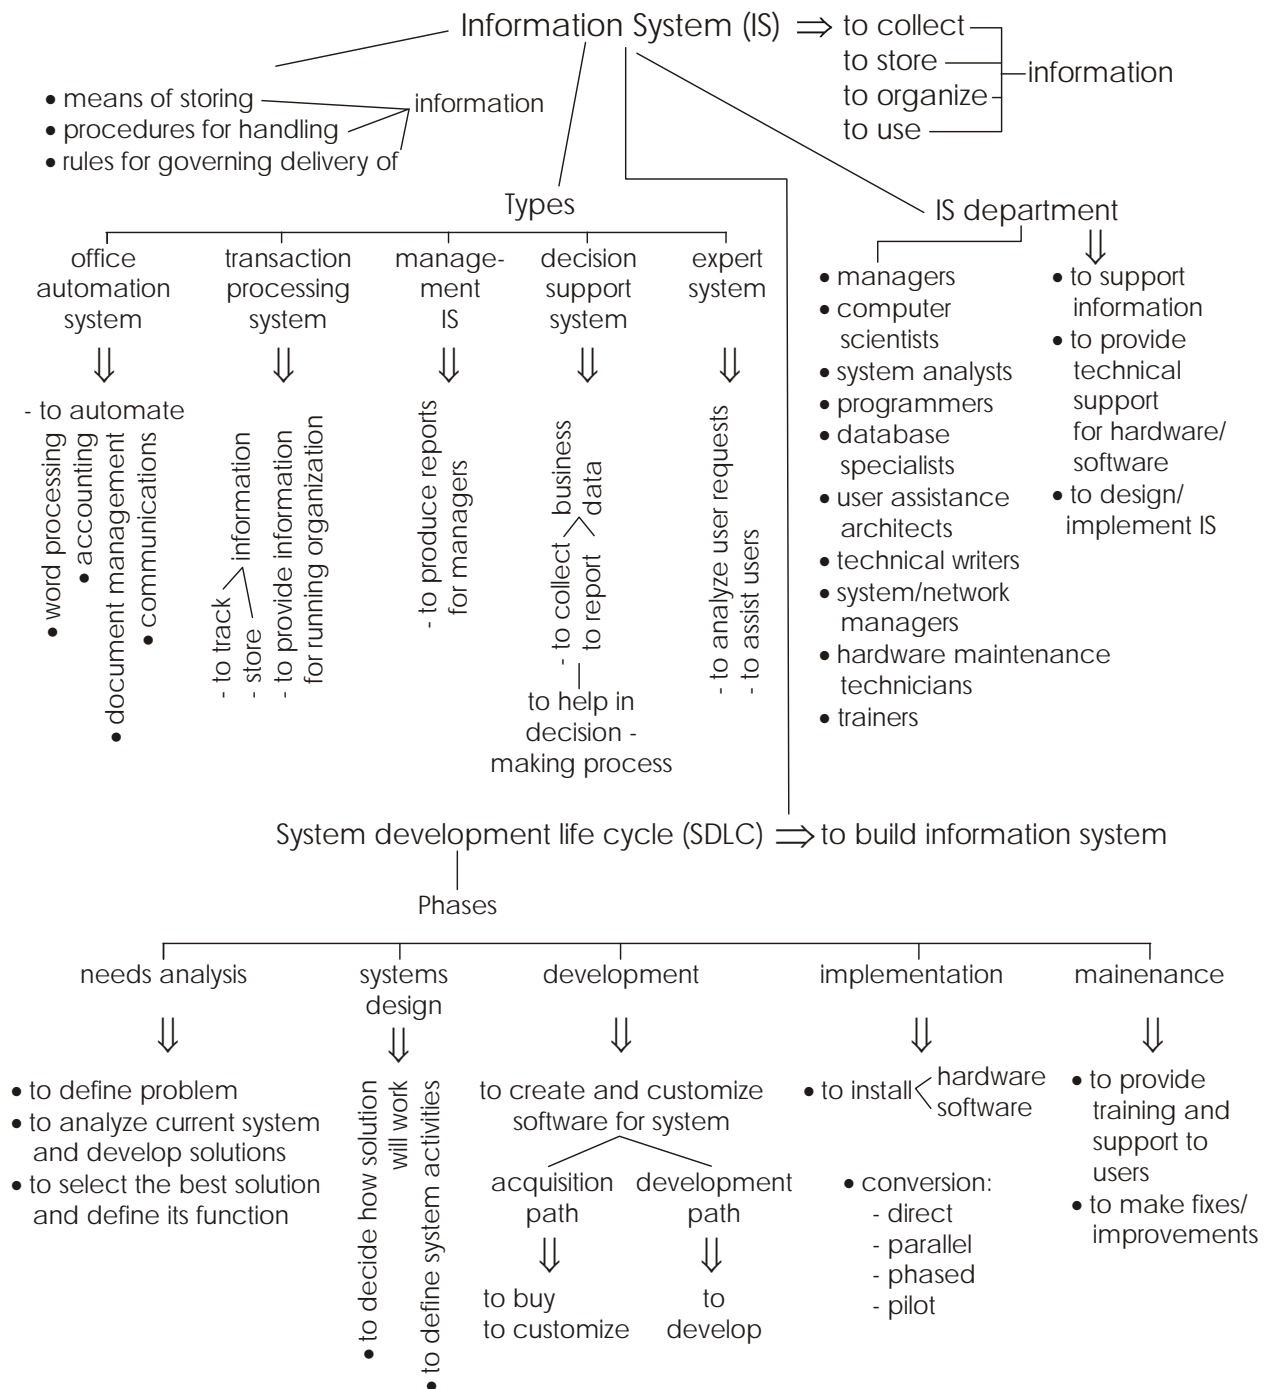 Information System (IS) ⇒ to collect
to store
to organize
to use
information
• means of storing
• procedures for handling
• rules for governing delivery of
information
Types
IS department
office
automation
system
transaction
processing
system
manage-
ment
IS
decision
support
system
expert
system
- to automate
• word processing
• accounting
• document management
• communications
- to track
- store
information
- to provide information
for running organization
- to produce reports
for managers
- to collect
to report
business
data
to help in
decision -
making process
- to analyze user requests
- to assist users
• managers
• computer
scientists
• system analysts
• programmers
• database
specialists
• user assistance
architects
• technical writers
• system/network
managers
• hardware maintenance
technicians
• trainers
• to support
information
• to provide
technical
support
for hardware/
software
• to design/
implement IS
System development life cycle (SDLC) ⇒ to build information system
Phases
needs analysis
systems
design
development
implementation
mainenance
• to define problem
• to analyze current system
and develop solutions
• to select the best solution
and define its function
• to decide how solution
will work
• to define system activities
to create and customize
software for system
acquisition
path
development
path
to buy
to customize
to
develop
• to install
hardware
software
• conversion:
- direct
- parallel
- phased
- pilot
• to provide
training and
support to
users
• to make fixes/
improvements